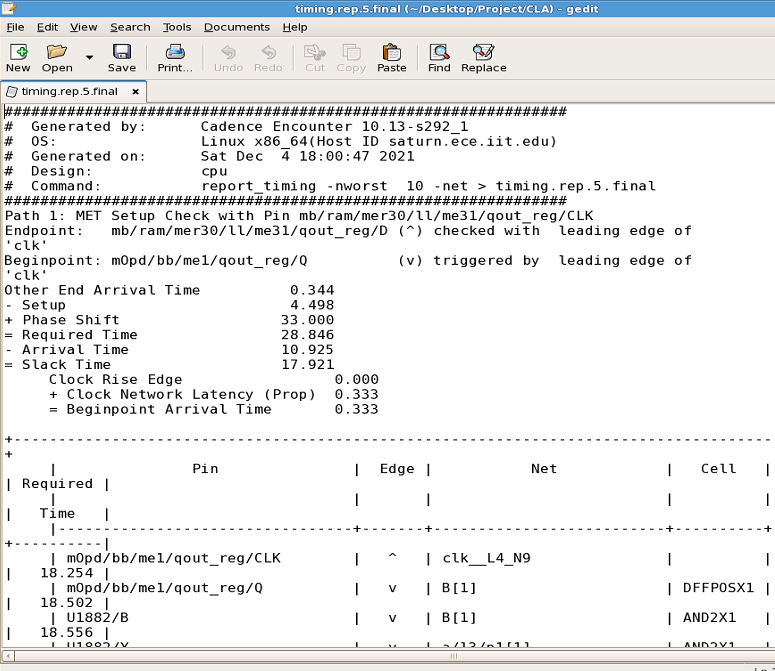 timing.rep.5.final (~/Desktop/Project/CLA) - gedit
File Edit View Search Tools Documents Help
New Open Save Print... Undo Redo Cut Copy Paste Find Replace
timing.rep.5.final ×
###############################################################
#  Generated by:      Cadence Encounter 10.13-s292_1
#  OS:                Linux x86_64(Host ID saturn.ece.iit.edu)
#  Generated on:      Sat Dec  4 18:00:47 2021
#  Design:            cpu
#  Command:           report_timing -nworst  10 -net > timing.rep.5.final
###############################################################
Path 1: MET Setup Check with Pin mb/ram/mer30/ll/me31/qout_reg/CLK
Endpoint:   mb/ram/mer30/ll/me31/qout_reg/D (^) checked with  leading edge of
'clk'
Beginpoint: mOpd/bb/me1/qout_reg/Q          (v) triggered by  leading edge of
'clk'
Other End Arrival Time          0.344
- Setup                         4.498
+ Phase Shift                  33.000
= Required Time                28.846
- Arrival Time                 10.925
= Slack Time                   17.921
     Clock Rise Edge                 0.000
     + Clock Network Latency (Prop)  0.333
     = Beginpoint Arrival Time       0.333
+-------------------------------------------------------------------------------------
+
     |               Pin               |  Edge |           Net            |   Cell   |
| Required |
     |                                 |       |                          |          |
|   Time   |
     |---------------------------------+-------+--------------------------+----------+
+----------|
     | mOpd/bb/me1/qout_reg/CLK        |   ^   | clk__L4_N9               |          |
|   18.254 |
     | mOpd/bb/me1/qout_reg/Q          |   v   | B[1]                     | DFFPOSX1 |
|   18.502 |
     | U1882/B                         |   v   | B[1]                     | AND2X1   |
|   18.556 |
     | U1882/Y                         |   v   | a/l3/p1[1]               | AND2X1   |